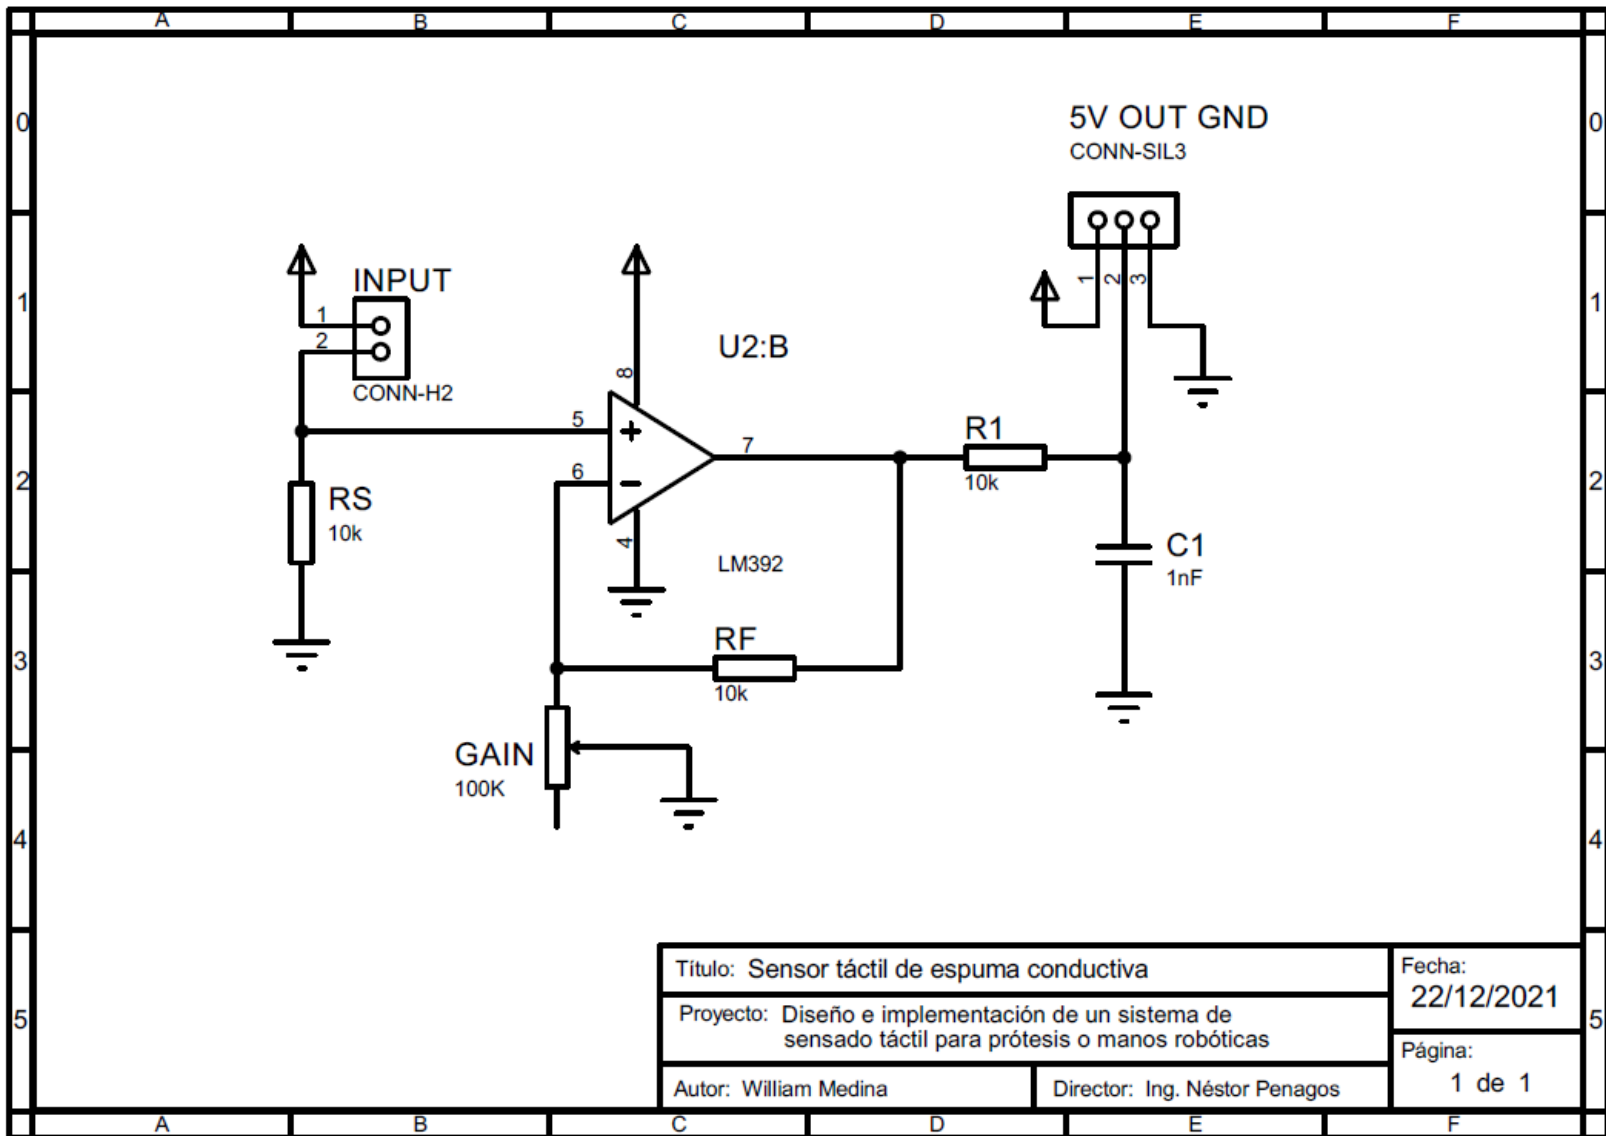 A B C D E F
0 0
1 1
2 2
3 3
4 4
5 5
5V OUT GND
CONN-SIL3
1 2 3
INPUT
1
2
CONN-H2
U2:B
8
5
6
7
4
LM392
RS
10k
R1
10k
C1
1nF
RF
10k
GAIN
100K
Título: Sensor táctil de espuma conductiva
Proyecto: Diseño e implementación de un sistema de
sensado táctil para prótesis o manos robóticas
Autor: William Medina
Director: Ing. Néstor Penagos
Fecha:
22/12/2021
Página:
1 de 1
A B C D E F